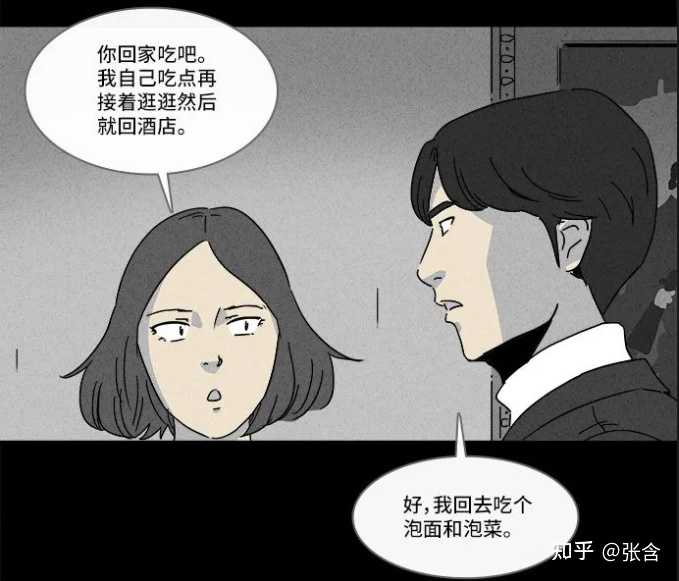 你回家吃吧。
我自己吃点再
接着逛逛然后
就回酒店。
好，我回去吃个
泡面和泡菜。
知乎 @张含